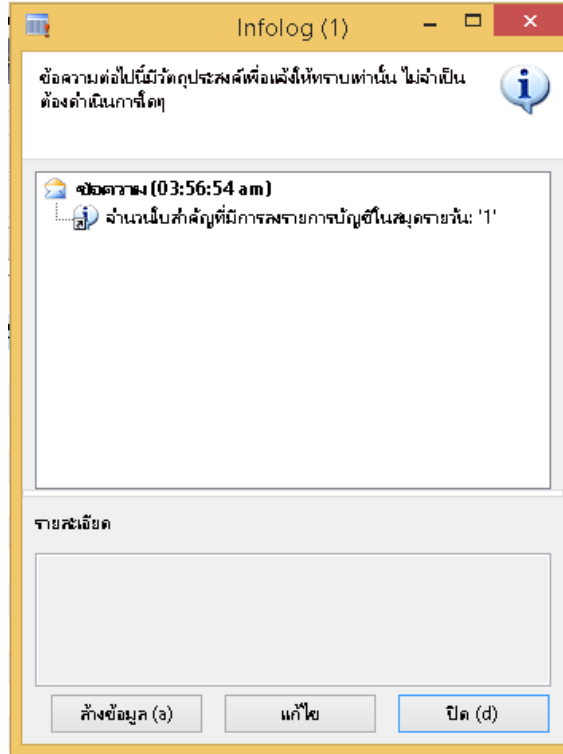 Infolog (1)
ข้อความต่อไปนี้มีวัตถุประสงค์เพื่อแจ้งให้ทราบเท่านั้น ไม่จำเป็น
ต้องดำเนินการใดๆ
ข้อความ (03:56:54 am)
จำนวนใบสำคัญที่มีการลงรายการบัญชีในสมุดรายวัน: '1'
รายละเอียด
ล้างข้อมูล (a)
แก้ไข
ปิด (d)